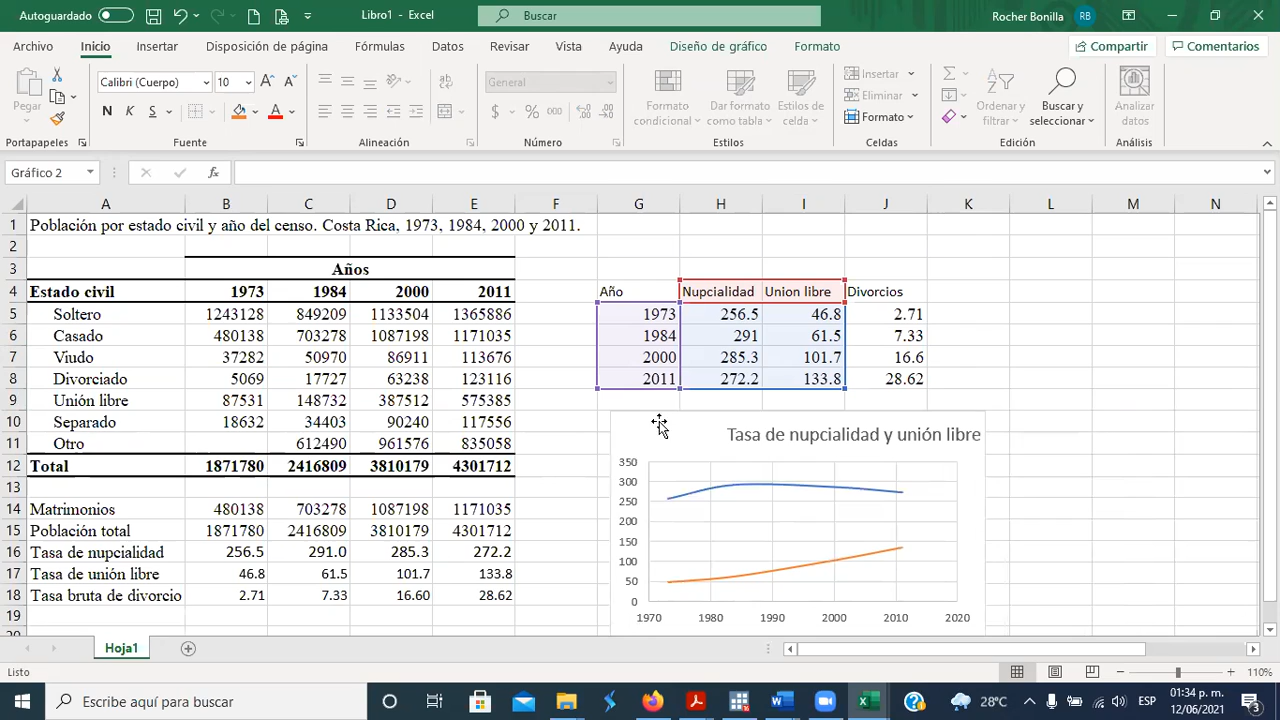 Autoguardado
Libro1 - Excel
Buscar
Rocher Bonilla
RB
Archivo Inicio Insertar Disposición de página Fórmulas Datos Revisar Vista Ayuda Diseño de gráfico Formato
Compartir Comentarios
Pegar
Calibri (Cuerpo) 10
N K S
General
$ % 000
Formato condicional
Dar formato como tabla
Estilos de celda
Insertar
Eliminar
Formato
Ordenar y filtrar
Buscar y seleccionar
Analizar datos
Portapapeles Fuente Alineación Número Estilos Celdas Edición Análisis
Gráfico 2
fx
A B C D E F G H I J K L M N
1 Población por estado civil y año del censo. Costa Rica, 1973, 1984, 2000 y 2011.
2
3 Años
4 Estado civil 1973 1984 2000 2011 Año Nupcialidad Union libre Divorcios
5 Soltero 1243128 849209 1133504 1365886 1973 256.5 46.8 2.71
6 Casado 480138 703278 1087198 1171035 1984 291 61.5 7.33
7 Viudo 37282 50970 86911 113676 2000 285.3 101.7 16.6
8 Divorciado 5069 17727 63238 123116 2011 272.2 133.8 28.62
9 Unión libre 87531 148732 387512 575385
10 Separado 18632 34403 90240 117556
11 Otro 612490 961576 835058
12 Total 1871780 2416809 3810179 4301712
13
14 Matrimonios 480138 703278 1087198 1171035
15 Población total 1871780 2416809 3810179 4301712
16 Tasa de nupcialidad 256.5 291.0 285.3 272.2
17 Tasa de unión libre 46.8 61.5 101.7 133.8
18 Tasa bruta de divorcio 2.71 7.33 16.60 28.62
19
20
Tasa de nupcialidad y unión libre
350
300
250
200
150
100
50
0
1970 1980 1990 2000 2010 2020
Hoja1
Listo
110%
Escribe aquí para buscar
28°C
ESP
01:34 p. m.
12/06/2021
3